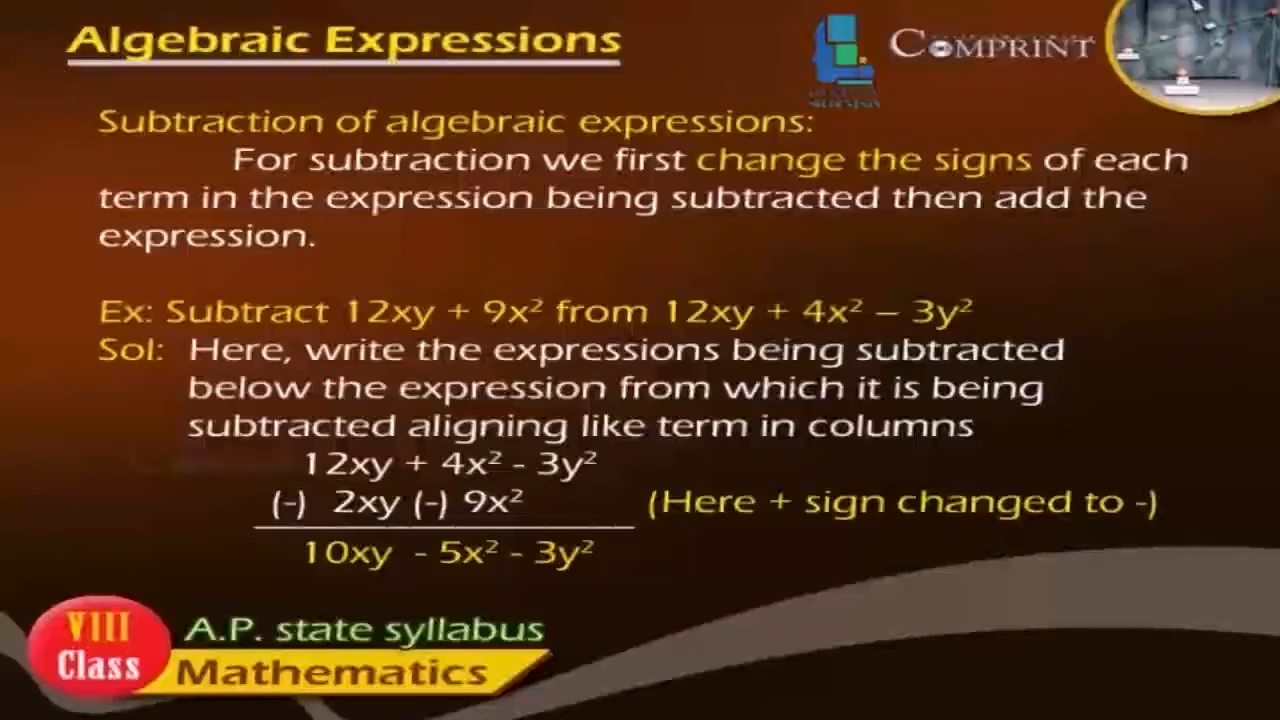 Algebraic Expressions
COMPRINT
Subtraction of algebraic expressions:
For subtraction we first change the signs of each
term in the expression being subtracted then add the
expression.
Ex: Subtract 12xy + 9x² from 12xy + 4x² – 3y²
Sol: Here, write the expressions being subtracted
below the expression from which it is being
subtracted aligning like term in columns
12xy + 4x² - 3y²
(-) 2xy (-) 9x² (Here + sign changed to -)
10xy - 5x² - 3y²
VIII
Class
A.P. state syllabus
Mathematics